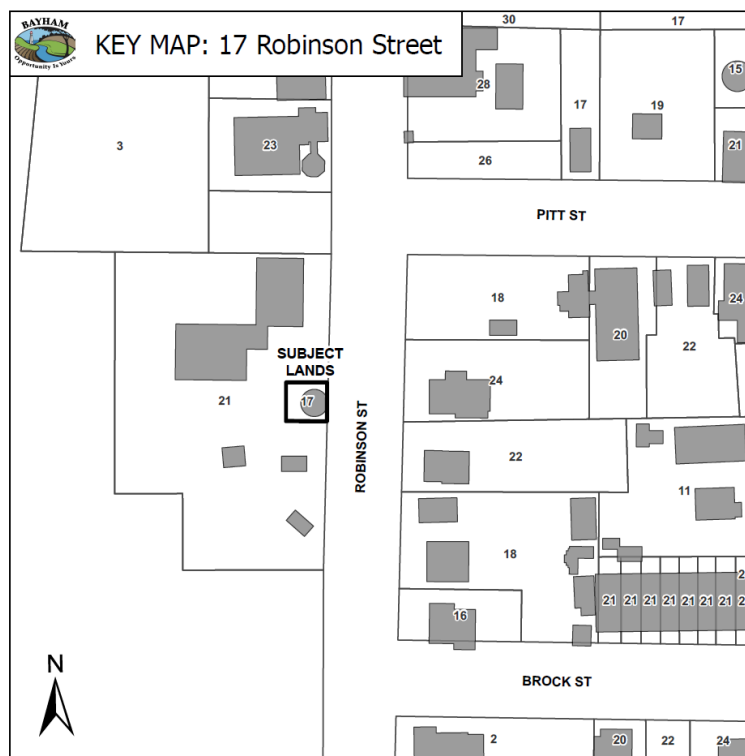 BAYHAM
Opportunity Is Yours
KEY MAP: 17 Robinson Street
30
17
28
15
3
23
17
19
26
21
PITT ST
18
20
24
22
SUBJECT
LANDS
17
21
24
ROBINSON ST
22
11
18
21 21 21 21 21 21 21
16
N
BROCK ST
2
20
22
24